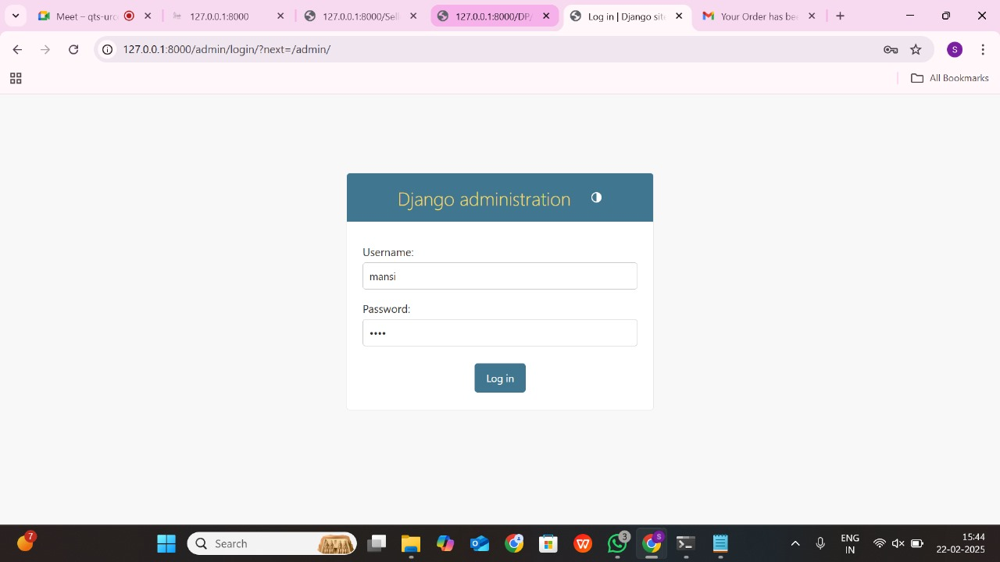 Meet – qts-urc
127.0.0.1:8000
127.0.0.1:8000/Sell
127.0.0.1:8000/DP/
Log in | Django sit
Your Order has be
127.0.0.1:8000/admin/login/?next=/admin/
S
All Bookmarks
Django administration
Username:
mansi
Password:
••••
Log in
7
Search
W
3
S
ENG
IN
15:44
22-02-2025